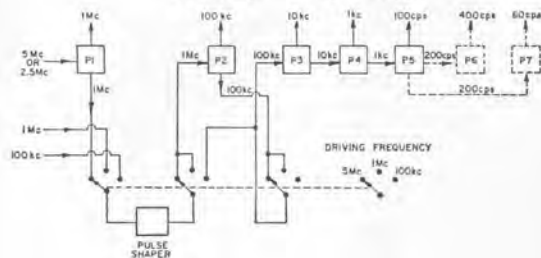 1Mc
100kc
10kc
1kc
100cps
400cps
60cps
5Mc
OR
2.5Mc
P1
1Mc
P2
100kc
P3
10kc
P4
1kc
P5
200cps
P6
P7
1Mc
100kc
200cps
1Mc
100kc
DRIVING FREQUENCY
1Mc
5Mc
100kc
PULSE
SHAPER